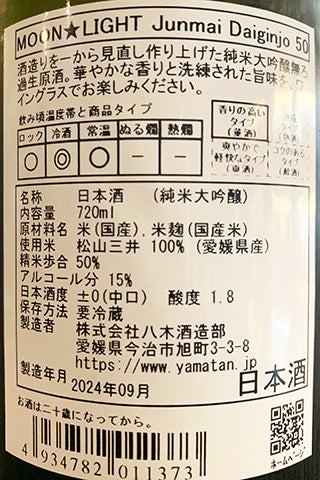 MOON★LIGHT Junmai Daiginjo 50
酒造りを一から見直し作り上げた純米大吟醸無ろ
過生原酒。華やかな香りと洗練された旨味を、ワ
イングラスでお楽しみください。
飲み頃温度帯と商品タイプ
ロック 冷酒 常温 ぬる燗 熱燗
○ ◎ ○ － －
香りの高い
タイプ
(薫酒)
タイプ
爽やかで
軽快なタイプ
(爽酒)
コクのある
タイプ
(醇酒)
名称 日本酒 (純米大吟醸)
内容量 720ml
原材料名 米(国産),米麹(国産米)
使用米 松山三井 100% (愛媛県産)
精米歩合 50%
アルコール分 15%
日本酒度 ±0(中口) 酸度 1.8
保存方法 要冷蔵
製造者 株式会社八木酒造部
愛媛県今治市旭町3-3-8
https://www.yamatan.jp
製造年月 2024年09月
日本酒
お酒は二十歳になってから。
4 934782 011373
ホームページ